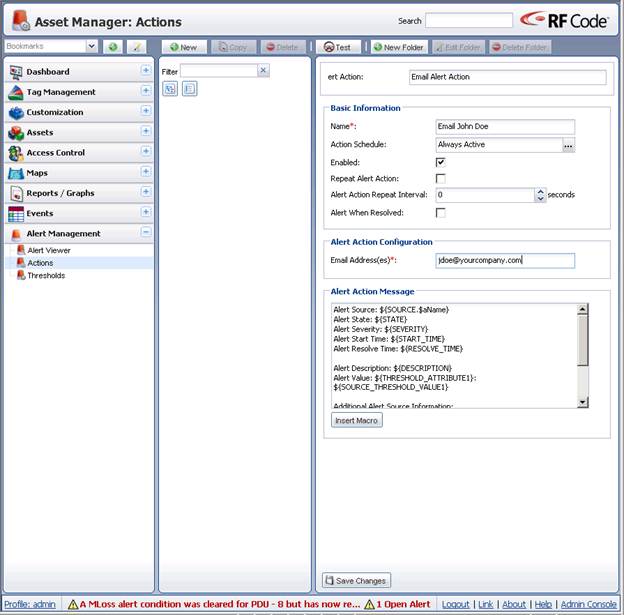 Asset Manager: Actions
Search
RF Code
Bookmarks
New
Copy
Delete
Test
New Folder
Edit Folder
Delete Folder
Dashboard
Tag Management
Customization
Assets
Access Control
Maps
Reports / Graphs
Events
Alert Management
Alert Viewer
Actions
Thresholds
Filter
ert Action:
Email Alert Action
Basic Information
Name*:
Email John Doe
Action Schedule:
Always Active
...
Enabled:
Repeat Alert Action:
Alert Action Repeat Interval:
0
seconds
Alert When Resolved:
Alert Action Configuration
Email Address(es)*:
jdoe@yourcompany.com
Alert Action Message
Alert Source: ${SOURCE.$aName}
Alert State: ${STATE}
Alert Severity: ${SEVERITY}
Alert Start Time: ${START_TIME}
Alert Resolve Time: ${RESOLVE_TIME}
Alert Description: ${DESCRIPTION}
Alert Value: ${THRESHOLD_ATTRIBUTE1}:
${SOURCE_THRESHOLD_VALUE1}
Additional Alert Source Information:
Insert Macro
Save Changes
Profile: admin
A MLoss alert condition was cleared for PDU - 8 but has now re...
1 Open Alert
Logout | Link | About | Help | Admin Console